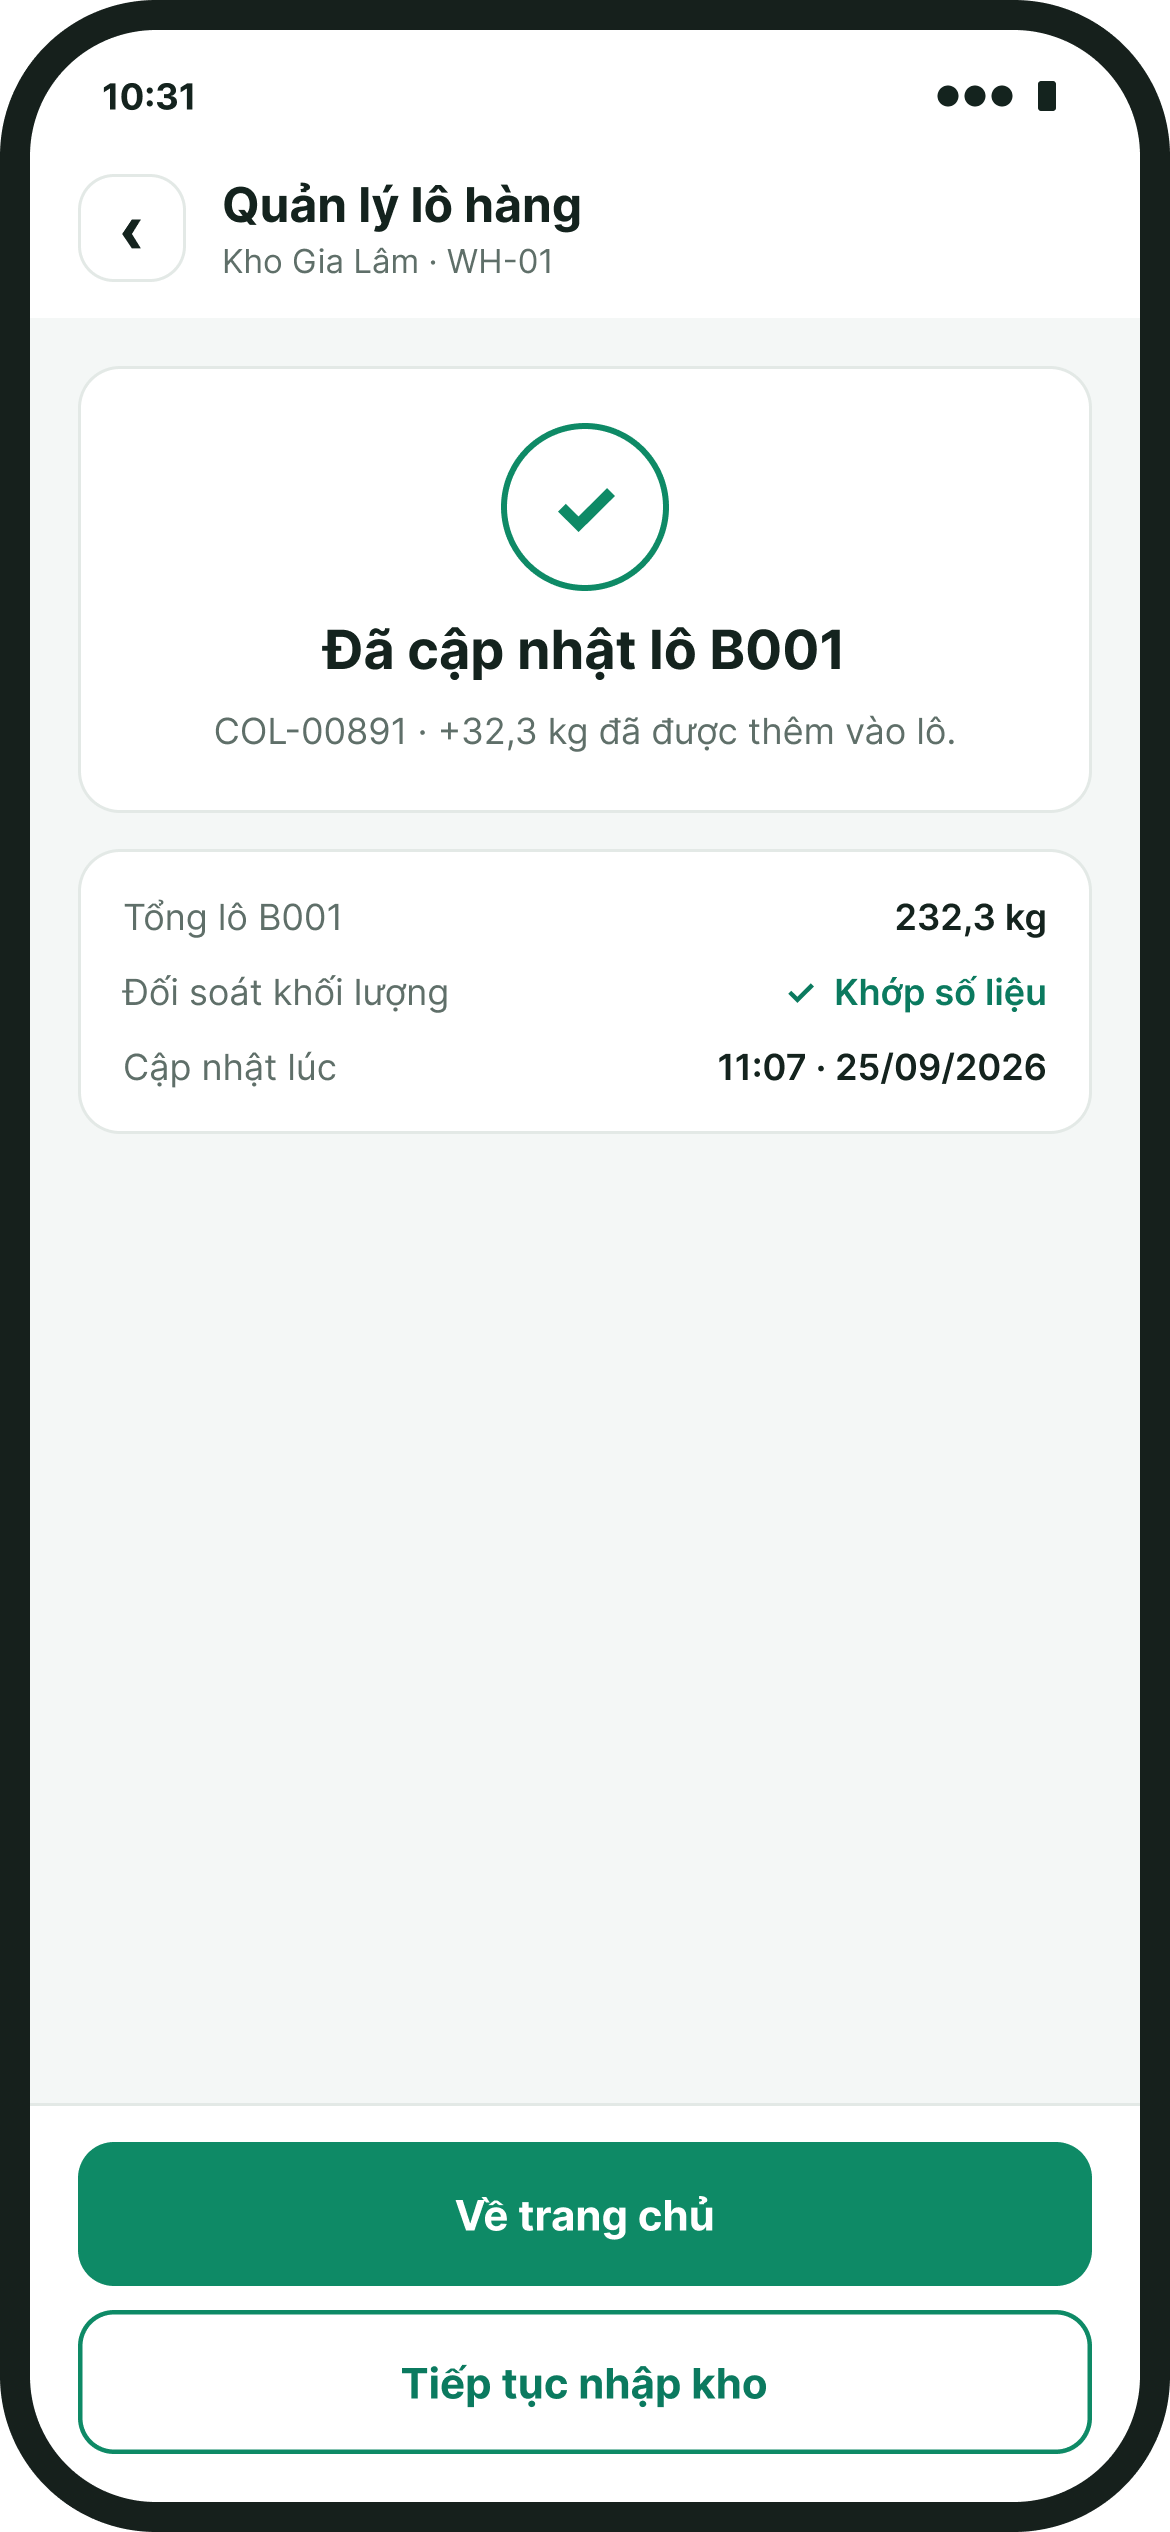 10:31
Quản lý lô hàng
Kho Gia Lâm · WH-01
Đã cập nhật lô B001
COL-00891 · +32,3 kg đã được thêm vào lô.
Tổng lô B001 232,3 kg
Đối soát khối lượng ✓ Khớp số liệu
Cập nhật lúc 11:07 · 25/09/2026
Về trang chủ
Tiếp tục nhập kho